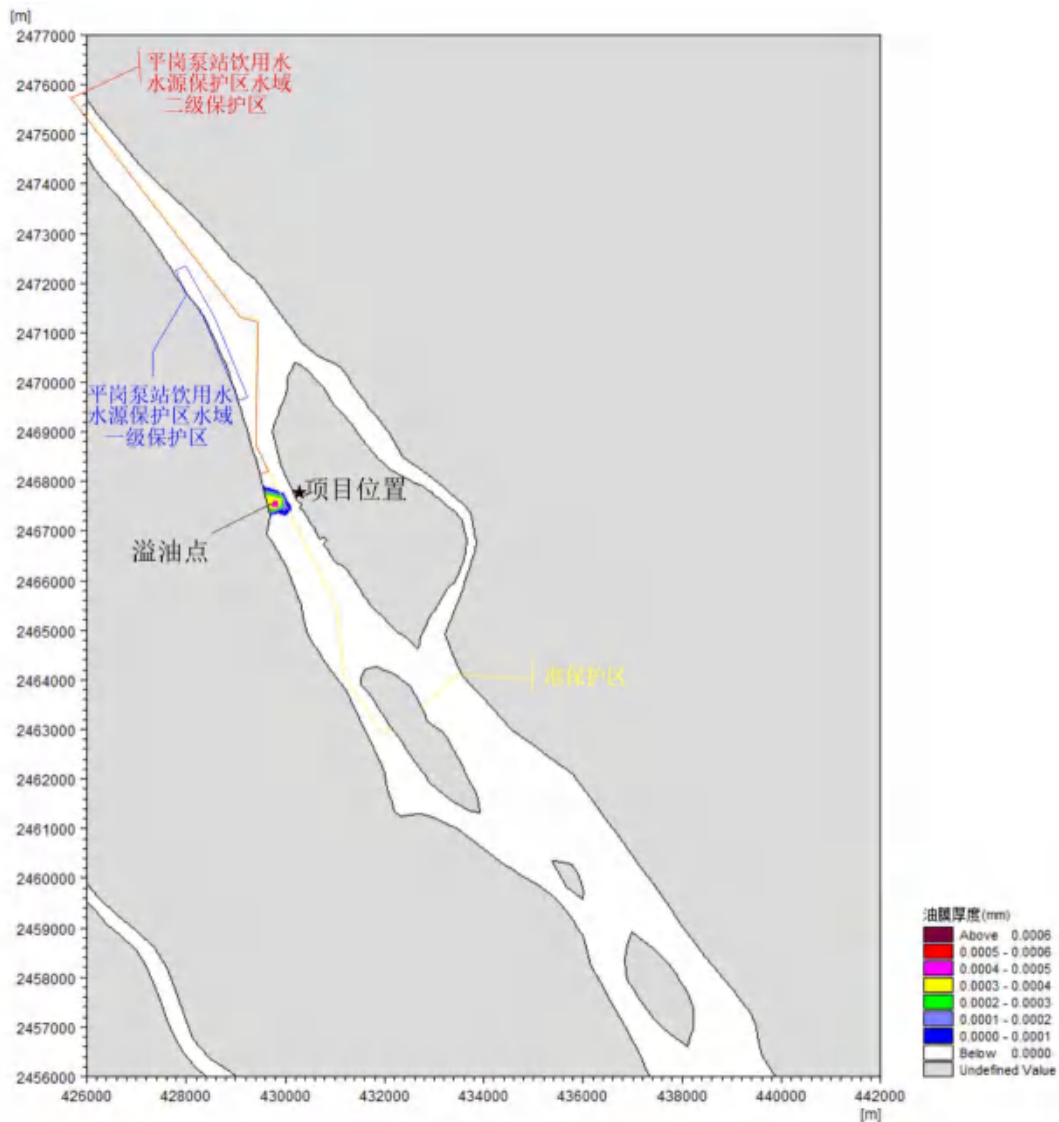 [m]
2477000
平岗泵站饮用水
水源保护区水域
二级保护区
2476000
2475000
2474000
2473000
2472000
2471000
2470000
平岗泵站饮用水
水源保护区水域
一级保护区
2469000
2468000
项目位置
2467000
溢油点
2466000
2465000
2464000
准保护区
2463000
2462000
2461000
2460000
2459000
2458000
2457000
2456000
油膜厚度(mm)
Above 0.0006
0.0005 - 0.0006
0.0004 - 0.0005
0.0003 - 0.0004
0.0002 - 0.0003
0.0001 - 0.0002
0.0000 - 0.0001
Below 0.0000
Undefined Value
426000 428000 430000 432000 434000 436000 438000 440000 442000
[m]